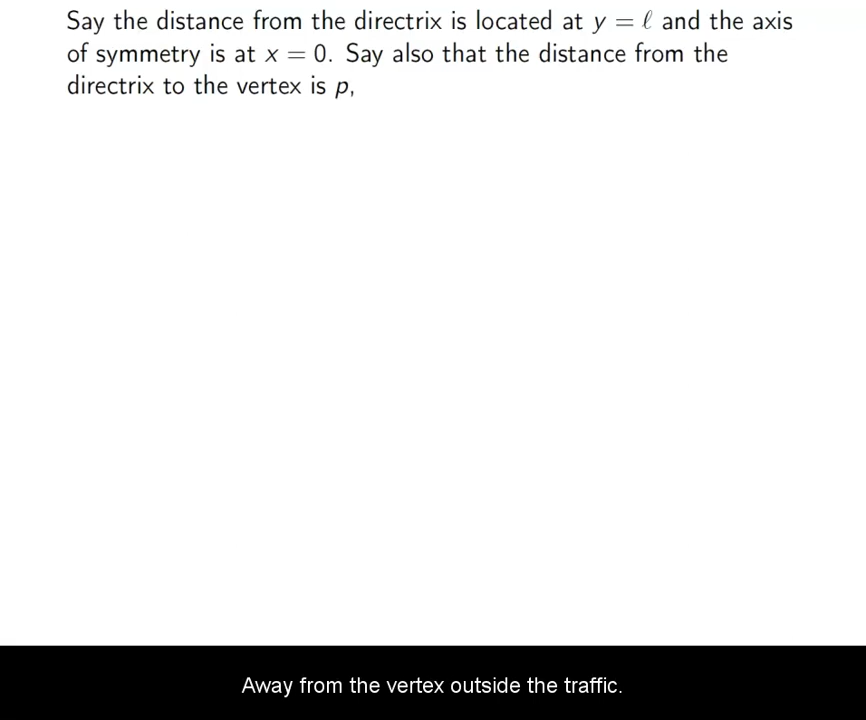 Say the distance from the directrix is located at y = ℓ and the axis
of symmetry is at x = 0. Say also that the distance from the
directrix to the vertex is p,
Away from the vertex outside the traffic.